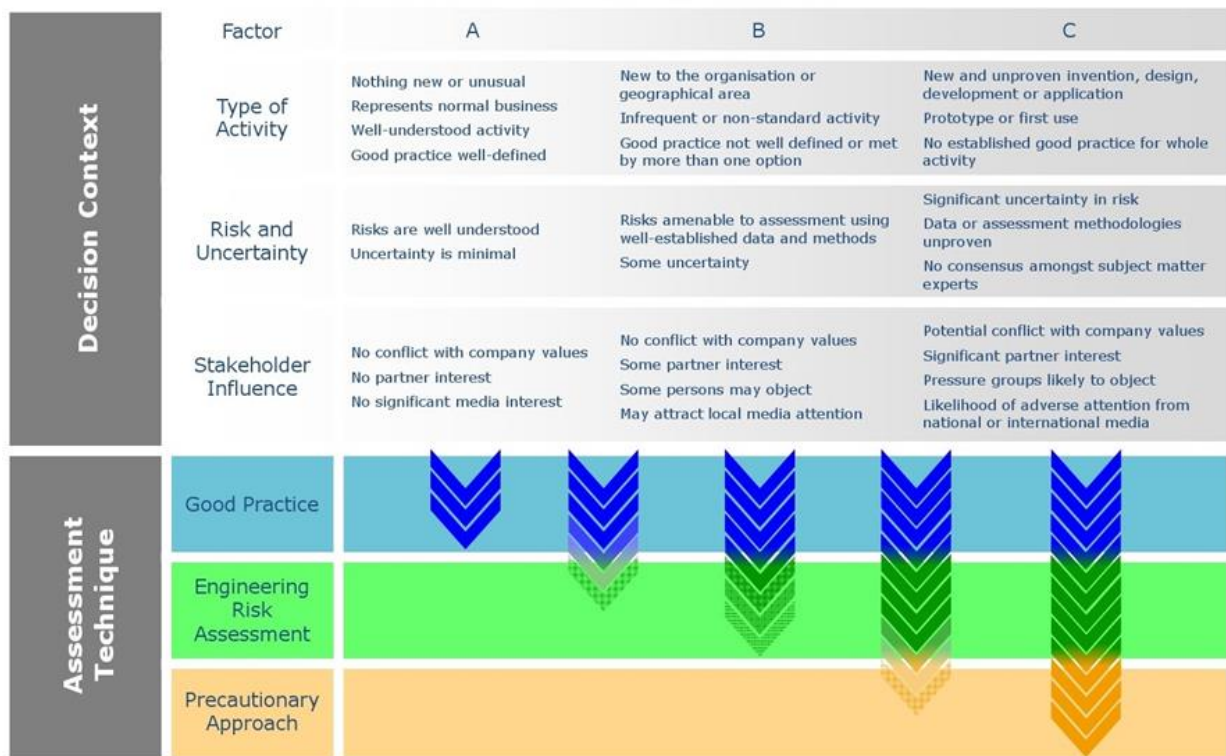 Decision Context
Factor
A
B
C
Type of
Activity
Nothing new or unusual
Represents normal business
Well-understood activity
Good practice well-defined
New to the organisation or
geographical area
Infrequent or non-standard activity
Good practice not well defined or met
by more than one option
New and unproven invention, design,
development or application
Prototype or first use
No established good practice for whole
activity
Risk and
Uncertainty
Risks are well understood
Uncertainty is minimal
Risks amenable to assessment using
well-established data and methods
Some uncertainty
Significant uncertainty in risk
Data or assessment methodologies
unproven
No consensus amongst subject matter
experts
Stakeholder
Influence
No conflict with company values
No partner interest
No significant media interest
No conflict with company values
Some partner interest
Some persons may object
May attract local media attention
Potential conflict with company values
Significant partner interest
Pressure groups likely to object
Likelihood of adverse attention from
national or international media
Assessment
Technique
Good Practice
Engineering
Risk
Assessment
Precautionary
Approach